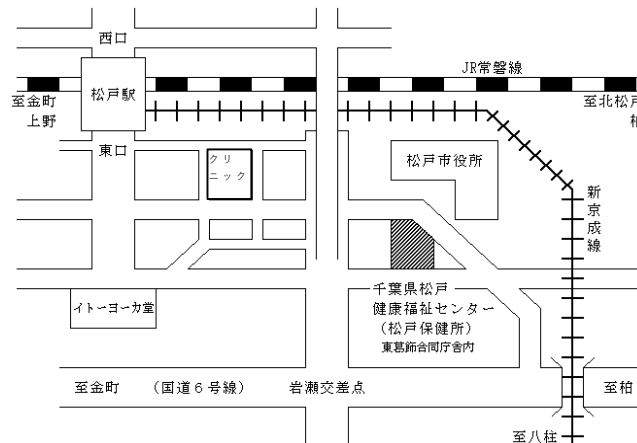 西口
JR常磐線
松戸駅
至金町
上野
至北松戸
東口
クリ
ニック
松戸市役所
新京成線
イトーヨーカ堂
千葉県松戸
健康福祉センター
(松戸保健所)
東葛飾合同庁舎内
至金町
(国道6号線)
岩瀬交差点
至柏
至八柱